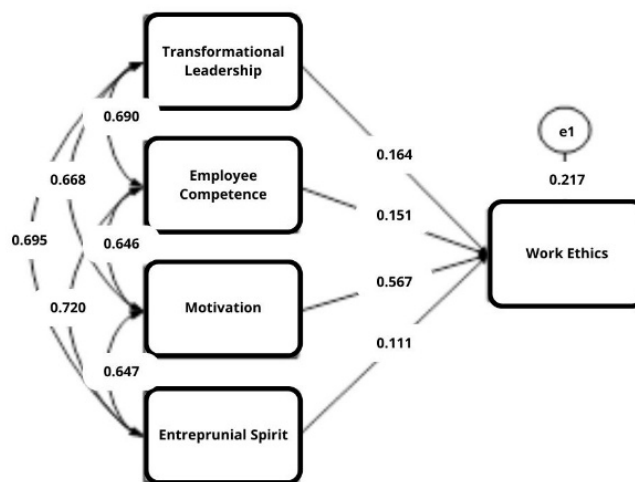 Transformational
Leadership
0.690
e1
0.164
Employee
Competence
0.668
0.217
0.151
0.695
0.646
Work Ethics
0.567
0.720
Motivation
0.111
0.647
Entreprunial Spirit